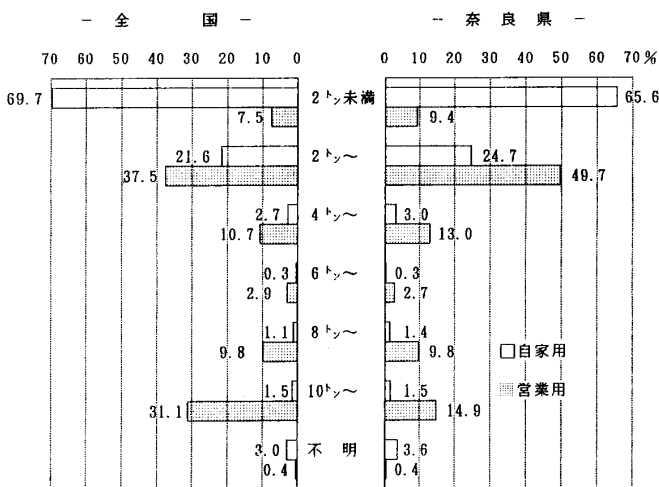 － 全 国 － － 奈 良 県 －
70 60 50 40 30 20 10 0 0 10 20 30 40 50 60 70 %
69.7 2トン未満 65.6
7.5 9.4
21.6 2トン～ 24.7
37.5 49.7
2.7 4トン～ 3.0
10.7 13.0
0.3 6トン～ 0.3
2.9 2.7
1.1 8トン～ 1.4
9.8 9.8 □自家用
1.5 10トン～ 1.5 営業用
31.1 14.9
3.0 不 明 3.6
0.4 0.4